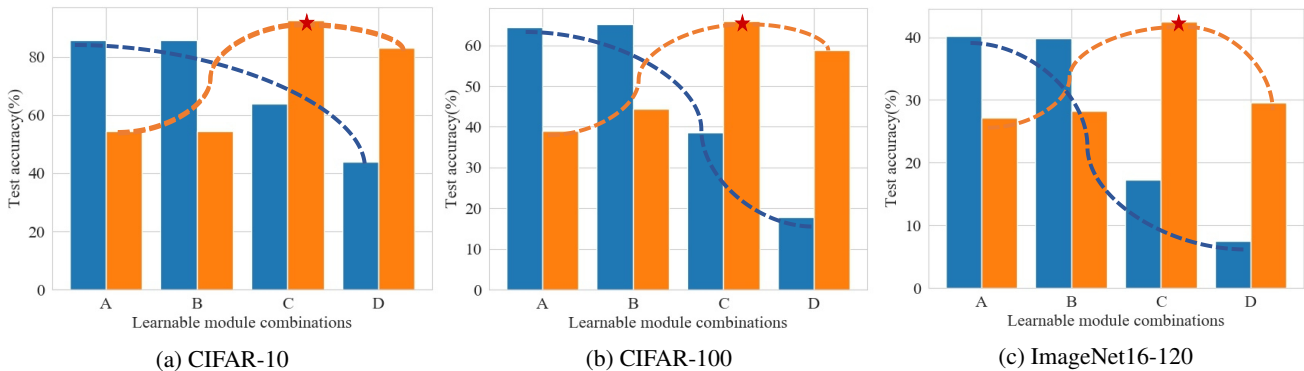 Test accuracy(%)
80
60
40
20
0
A B C D
Learnable module combinations
(a) CIFAR-10
Test accuracy(%)
60
50
40
30
20
10
0
A B C D
Learnable module combinations
(b) CIFAR-100
Test accuracy(%)
40
30
20
10
0
A B C D
Learnable module combinations
(c) ImageNet16-120